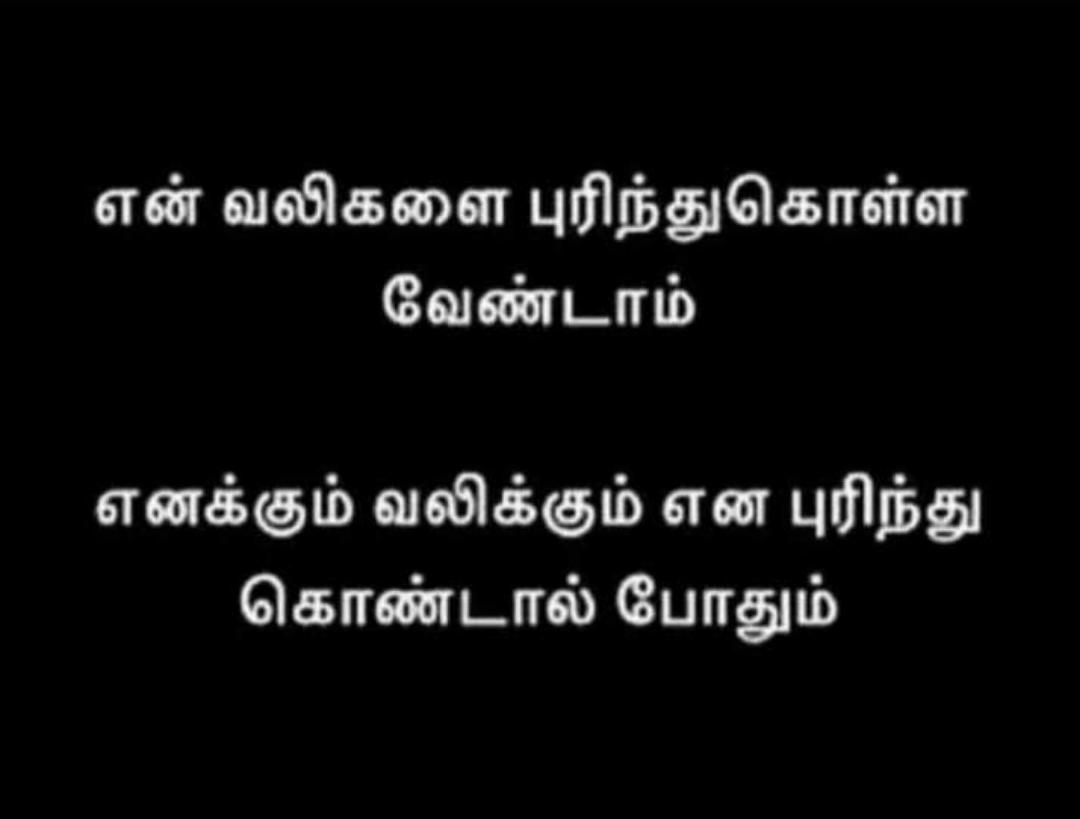 என் வலிகளை புரிந்துகொள்ள
வேண்டாம்
எனக்கும் வலிக்கும் என புரிந்து
கொண்டால் போதும்